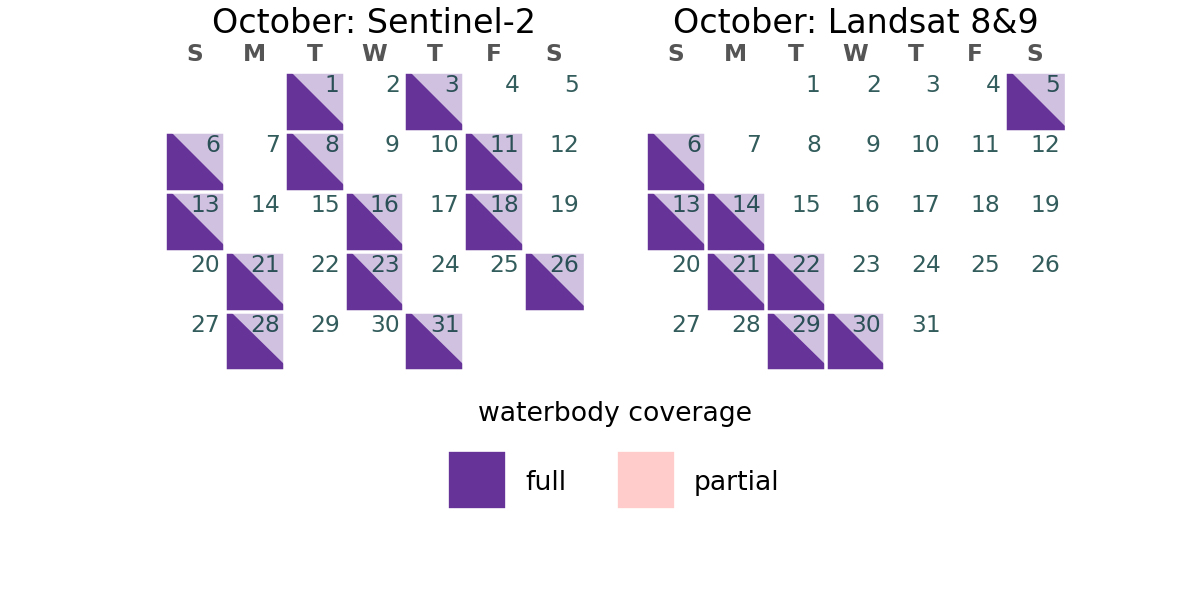 October: Sentinel-2
S M T W T F S
1 2 3 4 5
6 7 8 9 10 11 12
13 14 15 16 17 18 19
20 21 22 23 24 25 26
27 28 29 30 31
October: Landsat 8&9
S M T W T F S
1 2 3 4 5
6 7 8 9 10 11 12
13 14 15 16 17 18 19
20 21 22 23 24 25 26
27 28 29 30 31
waterbody coverage
full partial